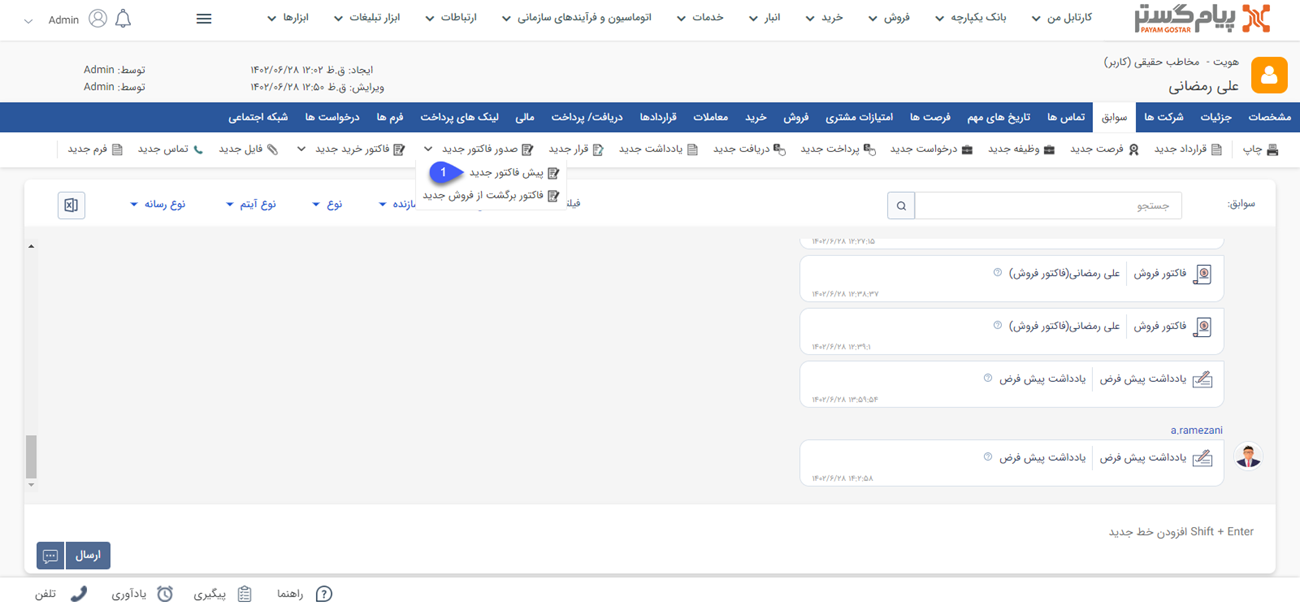 پیام گستر
PAYAM GOSTAR
کارتابل من
بانک یکپارچه
فروش
خرید
انبار
خدمات
ارتباطات
اتوماسیون و فرآیندهای سازمانی
ابزار تبلیغات
ابزارها
Admin
هویت - مخاطب حقیقی (کاربر)
علی رمضانی
ایجاد: ق.ظ ۱۲:۰۲ ۱۴۰۲/۰۶/۲۸
توسط: Admin
ویرایش: ق.ظ ۱۲:۵۰ ۱۴۰۲/۰۶/۲۸
توسط: Admin
مشخصات
جزئیات
شرکت ها
سوابق
تماس ها
تاریخ های مهم
فرصت ها
امتیازات مشتری
فروش
خرید
معاملات
قراردادها
دریافت/ پرداخت
مالی
لینک های پرداخت
فرم ها
درخواست ها
شبکه اجتماعی
چاپ
قرارداد جدید
فرصت جدید
وظیفه جدید
درخواست جدید
پرداخت جدید
دریافت جدید
یادداشت جدید
قرار جدید
صدور فاکتور جدید
فاکتور خرید جدید
فایل جدید
تماس جدید
فرم جدید
1
پیش فاکتور جدید
فاکتور برگشت از فروش جدید
سوابق:
جستجو
نوع
نوع آیتم
نوع رسانه
۱۴۰۲/۶/۲۸ ۱۲:۲۷:۱۵
فاکتور فروش
علی رمضانی(فاکتور فروش)
۱۴۰۲/۶/۲۸ ۱۲:۳۸:۳۷
فاکتور فروش
علی رمضانی(فاکتور فروش)
۱۴۰۲/۶/۲۸ ۱۲:۳۹:۱
یادداشت پیش فرض
یادداشت پیش فرض
۱۴۰۲/۶/۲۸ ۱۳:۵۹:۵۴
a.ramezani
یادداشت پیش فرض
یادداشت پیش فرض
۱۴۰۲/۶/۲۸ ۱۴:۲:۵۸
Shift + Enter افزودن خط جدید
ارسال
راهنما
پیگیری
یادآوری
تلفن